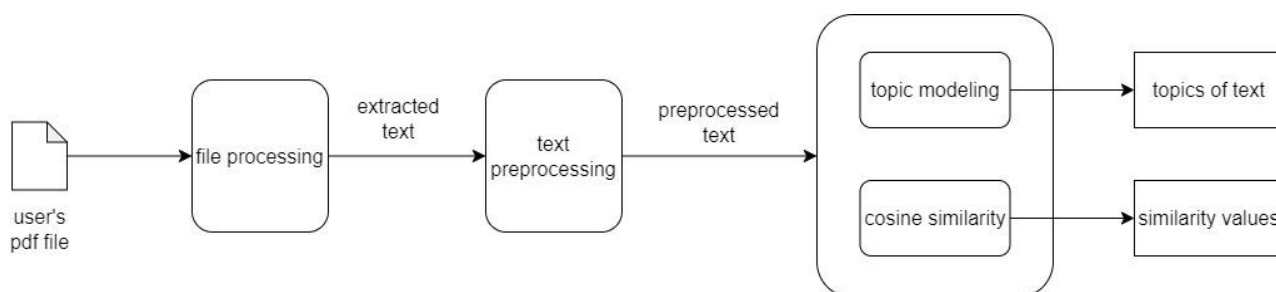 user's
pdf file
file processing
extracted
text
text
preprocessing
preprocessed
text
topic modeling
topics of text
cosine similarity
similarity values